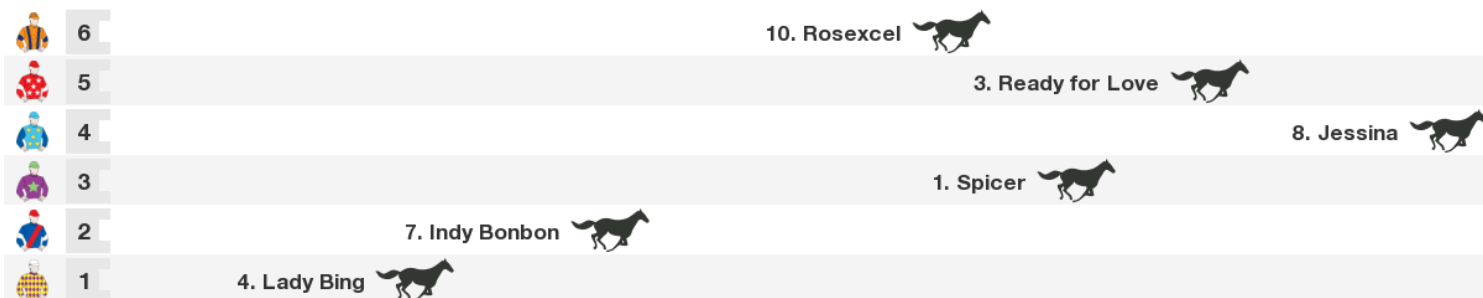 6 10. Rosexcel
5 3. Ready for Love
4 8. Jessina
3 1. Spicer
2 7. Indy Bonbon
1 4. Lady Bing